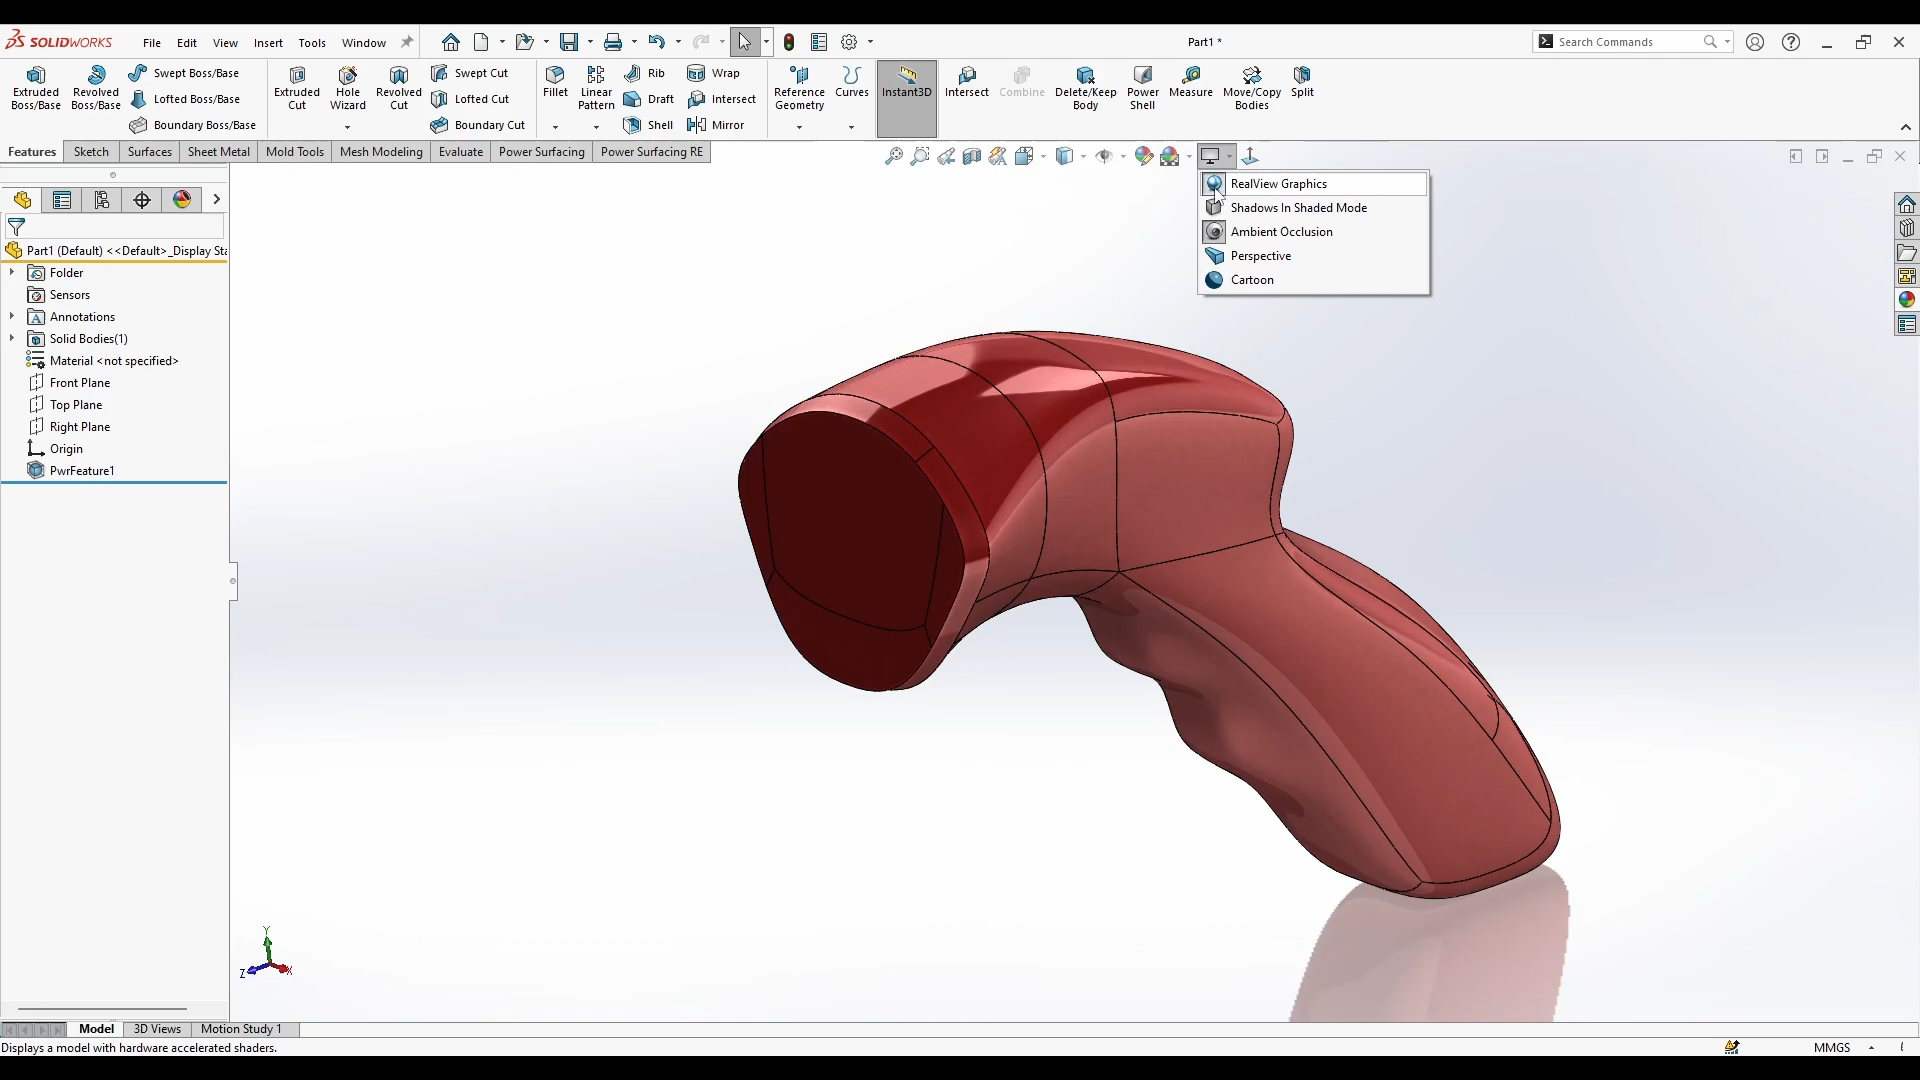 SOLIDWORKS File Edit View Insert Tools Window Part1 * Search Commands
Extruded Boss/Base
Revolved Boss/Base
Swept Boss/Base
Lofted Boss/Base
Boundary Boss/Base
Extruded Cut
Hole Wizard
Revolved Cut
Swept Cut
Lofted Cut
Boundary Cut
Fillet
Linear Pattern
Rib
Draft
Shell
Wrap
Intersect
Mirror
Reference Geometry
Curves
Instant3D
Intersect
Combine
Delete/Keep Body
Power Shell
Measure
Move/Copy Bodies
Split
Features Sketch Surfaces Sheet Metal Mold Tools Mesh Modeling Evaluate Power Surfacing Power Surfacing RE
RealView Graphics
Shadows In Shaded Mode
Ambient Occlusion
Perspective
Cartoon
Part1 (Default) <<Default>_Display Sta
Folder
Sensors
Annotations
Solid Bodies(1)
Material <not specified>
Front Plane
Top Plane
Right Plane
Origin
PwrFeature1
Y
Z
X
Model 3D Views Motion Study 1
Displays a model with hardware accelerated shaders. MMGS